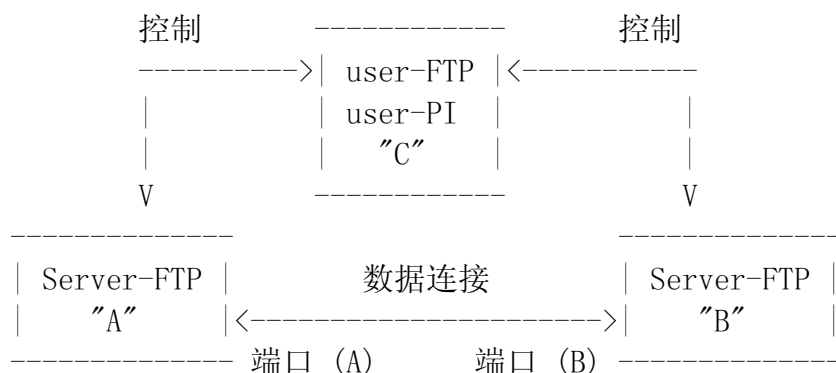 控制 ------------ 控制
---------->| user-FTP |<-----------
| | user-PI | |
| | "C" | |
V ------------ V
-------------- --------------
| Server-FTP | 数据连接 | Server-FTP |
| "A" |<---------------------->| "B" |
-------------- 端口 (A) 端口 (B) --------------